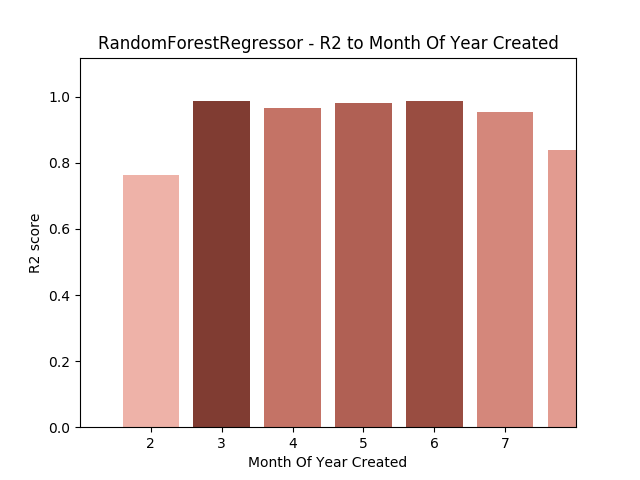 RandomForestRegressor - R2 to Month Of Year Created
1.0
0.8
0.6
0.4
0.2
0.0
R2 score
2 3 4 5 6 7
Month Of Year Created